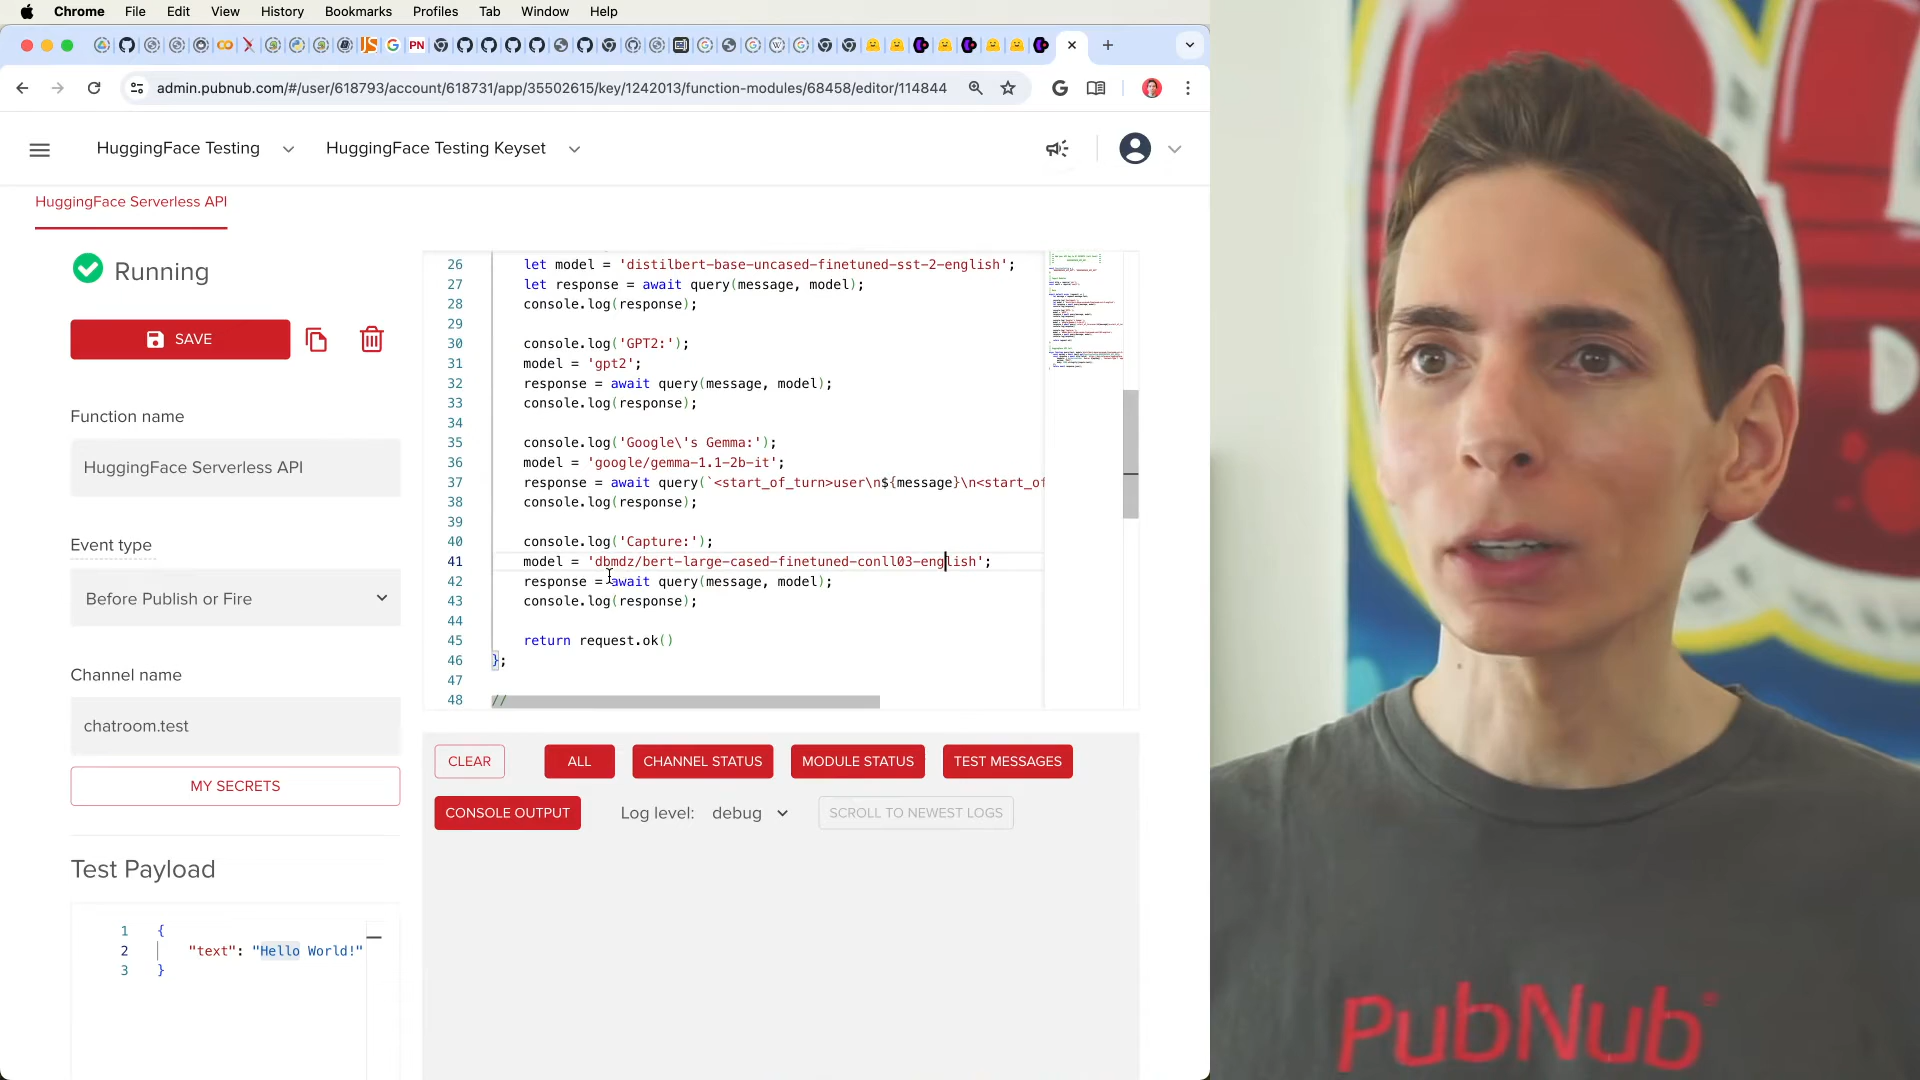 Chrome File Edit View History Bookmarks Profiles Tab Window Help
admin.pubnub.com/#/user/618793/account/618731/app/35502615/key/1242013/function-modules/68458/editor/114844
HuggingFace Testing HuggingFace Testing Keyset
HuggingFace Serverless API
Running
SAVE
Function name
HuggingFace Serverless API
Event type
Before Publish or Fire
Channel name
chatroom.test
MY SECRETS
Test Payload
1 {
2 "text": "Hello World!"
3 }
26 let model = 'distilbert-base-uncased-finetuned-sst-2-english';
27 let response = await query(message, model);
28 console.log(response);
29
30 console.log('GPT2:');
31 model = 'gpt2';
32 response = await query(message, model);
33 console.log(response);
34
35 console.log('Google\'s Gemma:');
36 model = 'google/gemma-1.1-2b-it';
37 response = await query(`<start_of_turn>user\n${message}\n<start_of
38 console.log(response);
39
40 console.log('Capture:');
41 model = 'dbmdz/bert-large-cased-finetuned-conll03-english';
42 response = await query(message, model);
43 console.log(response);
44
45 return request.ok()
46 };
47
48 //
CLEAR ALL CHANNEL STATUS MODULE STATUS TEST MESSAGES
CONSOLE OUTPUT Log level: debug SCROLL TO NEWEST LOGS
PubNub